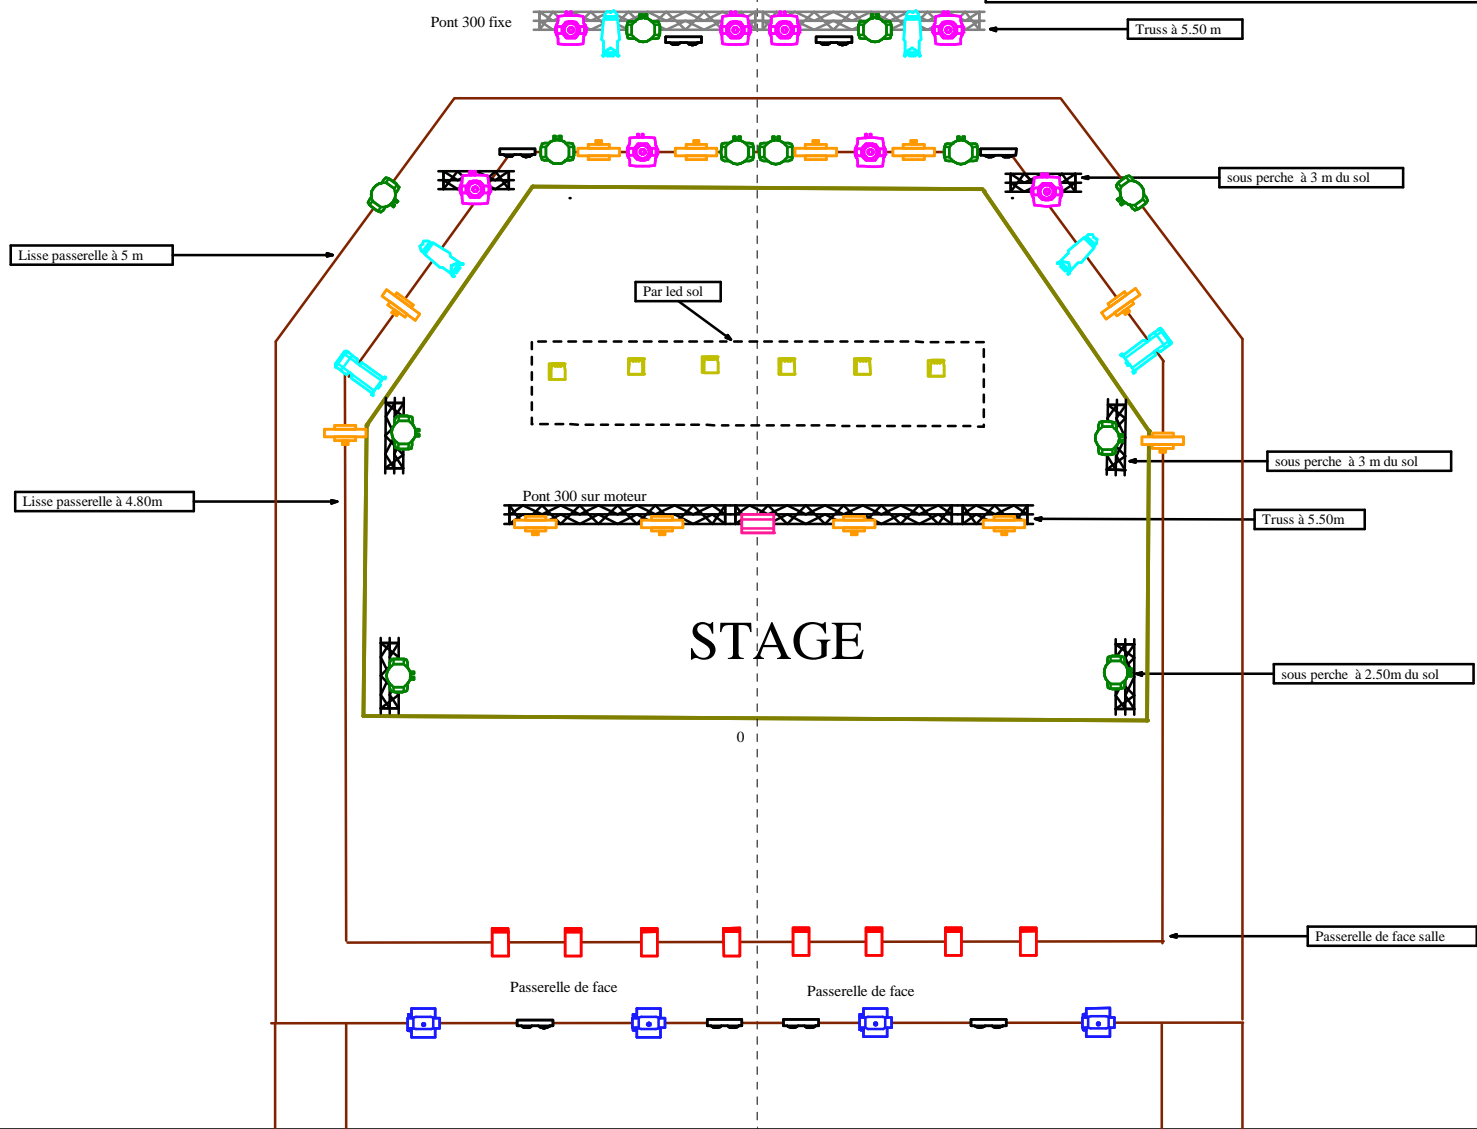 Pont 300 fixe
Truss à 5.50 m
sous perche à 3 m du sol
Lisse passerelle à 5 m
Par led sol
sous perche à 3 m du sol
Lisse passerelle à 4.80m
Pont 300 sur moteur
Truss à 5.50m
STAGE
sous perche à 2.50m du sol
0
Passerelle de face salle
Passerelle de face
Passerelle de face